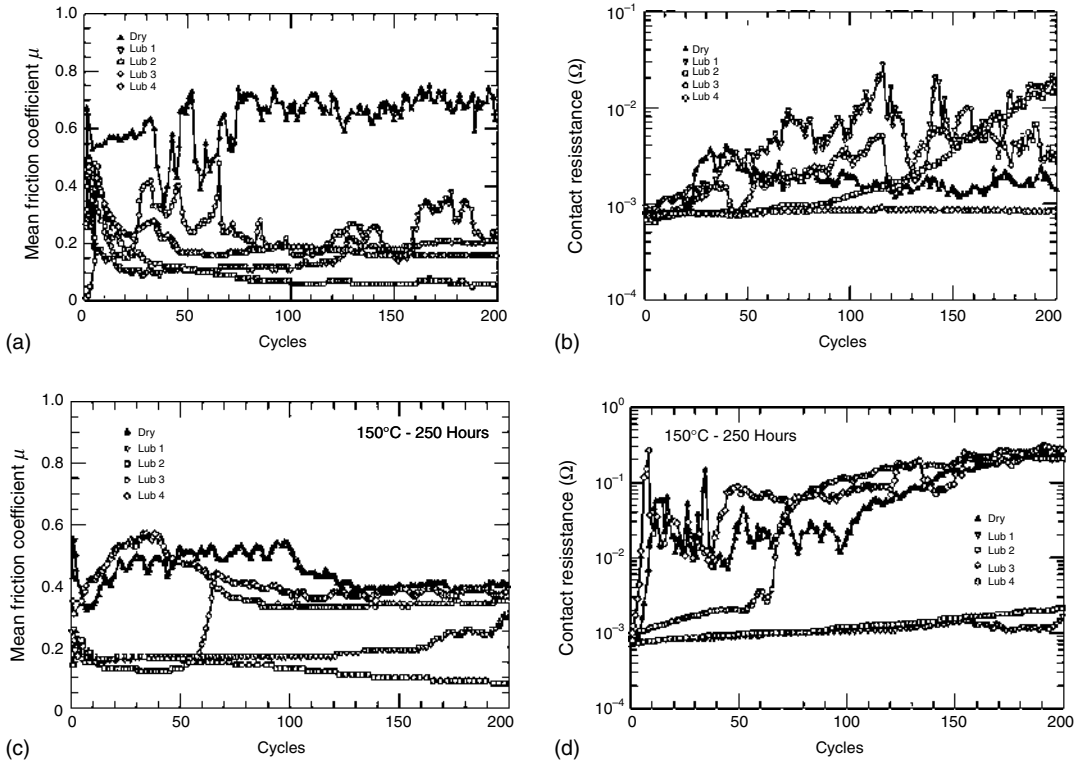 1.0
0.8
0.6
0.4
0.2
0
Mean friction coefficient μ
Dry
Lub 1
Lub 2
Lub 3
Lub 4
0 50 100 150 200
Cycles
(a)
10⁻¹
10⁻²
10⁻³
10⁻⁴
Contact resisstance (Ω)
Dry
Lub 1
Lub 2
Lub 3
Lub 4
0 50 100 150 200
Cycles
(b)
1.0
0.8
0.6
0.4
0.2
0
Mean friction coefficient μ
150°C - 250 Hours
Dry
Lub 1
Lub 2
Lub 3
Lub 4
0 50 100 150 200
Cycles
(c)
10⁰
10⁻¹
10⁻²
10⁻³
10⁻⁴
Contact resisstance (Ω)
150°C - 250 Hours
Dry
Lub 1
Lub 2
Lub 3
Lub 4
0 50 100 150 200
Cycles
(d)